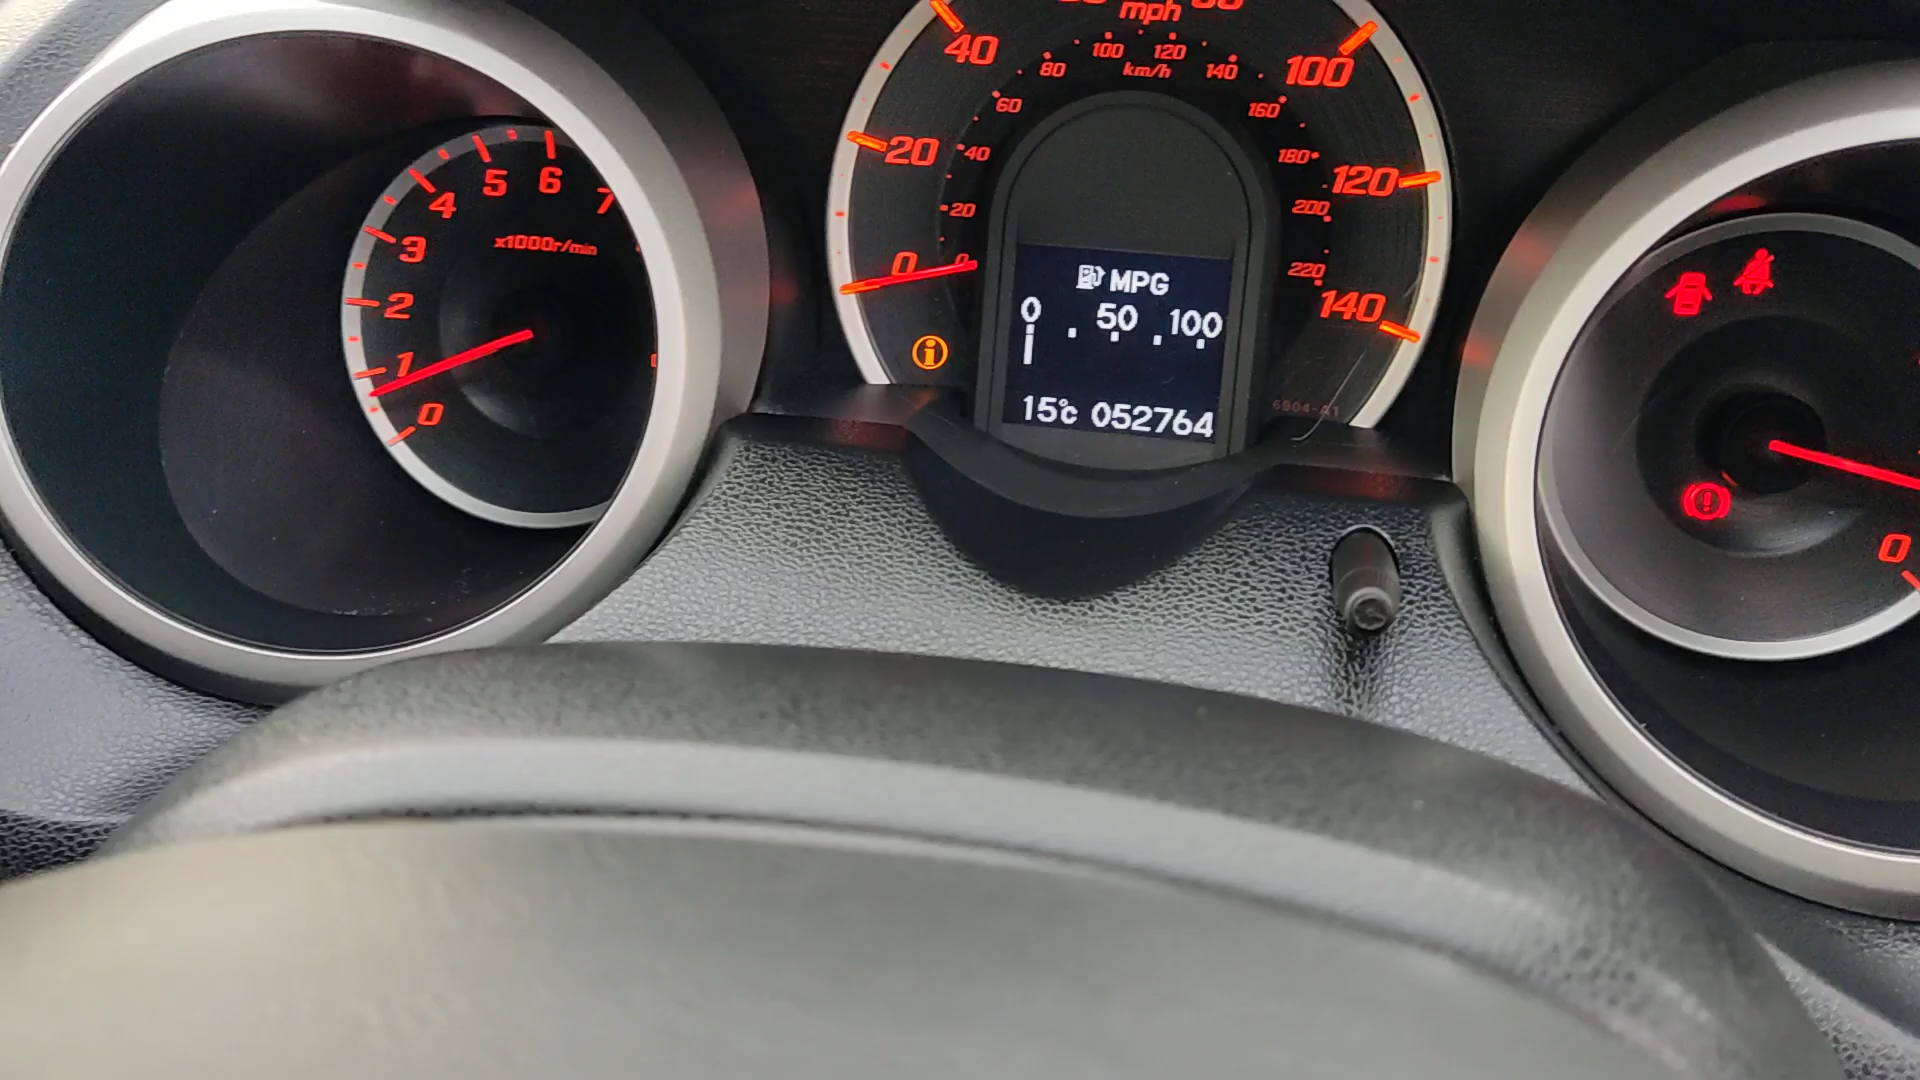 mph
40
100
100 120
80 km/h 140
60 160
20 40 180 120
20 200
0 0 220 140
MPG
0 50 100
15℃ 052764
6904-A1
4 5 6 7
3 x1000r/min
2
1
0
0